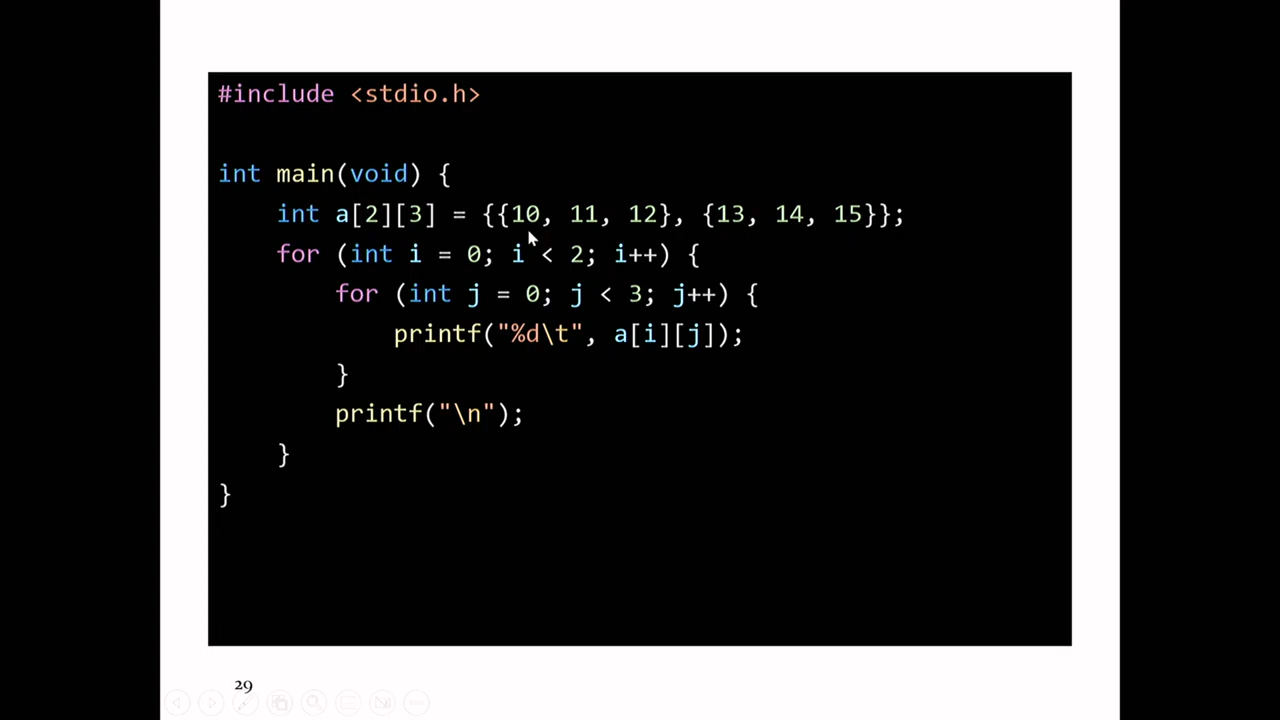 #include <stdio.h>

int main(void) {
    int a[2][3] = {{10, 11, 12}, {13, 14, 15}};
    for (int i = 0; i < 2; i++) {
        for (int j = 0; j < 3; j++) {
            printf("%d\t", a[i][j]);
        }
        printf("\n");
    }
}
29